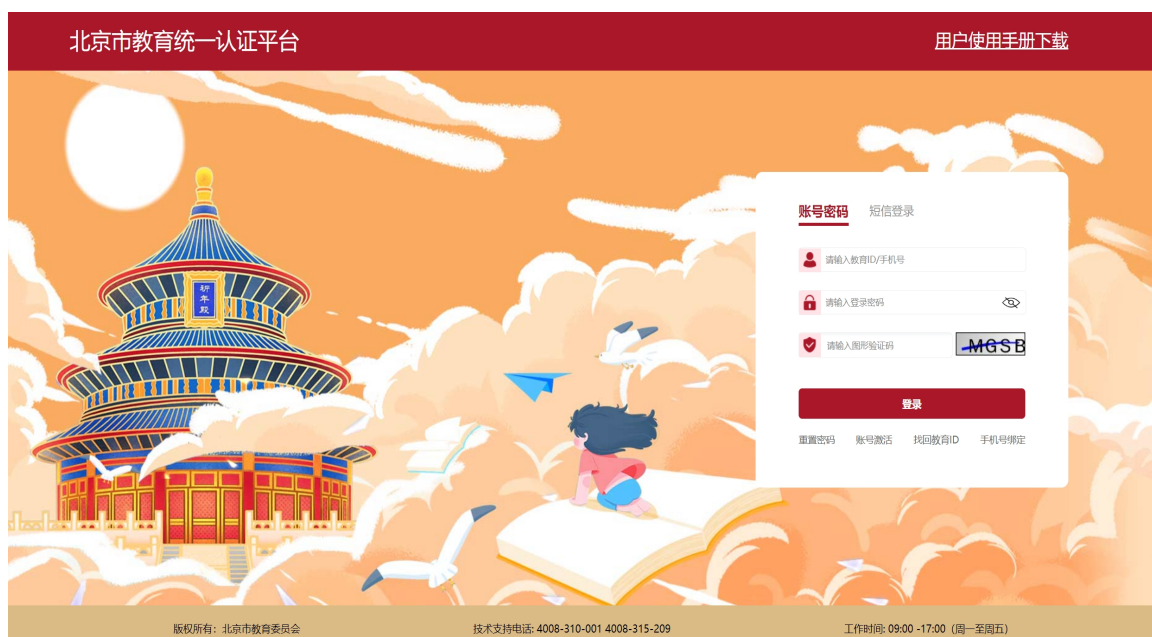 北京市教育统一认证平台
用户使用手册下载
祈年殿
账号密码 短信登录
请输入教育ID/手机号
请输入登录密码
请输入图形验证码 MGSB
登录
重置密码 账号激活 找回教育ID 手机号绑定
版权所有：北京市教育委员会 技术支持电话: 4008-310-001 4008-315-209 工作时间: 09:00 -17:00（周一至周五）